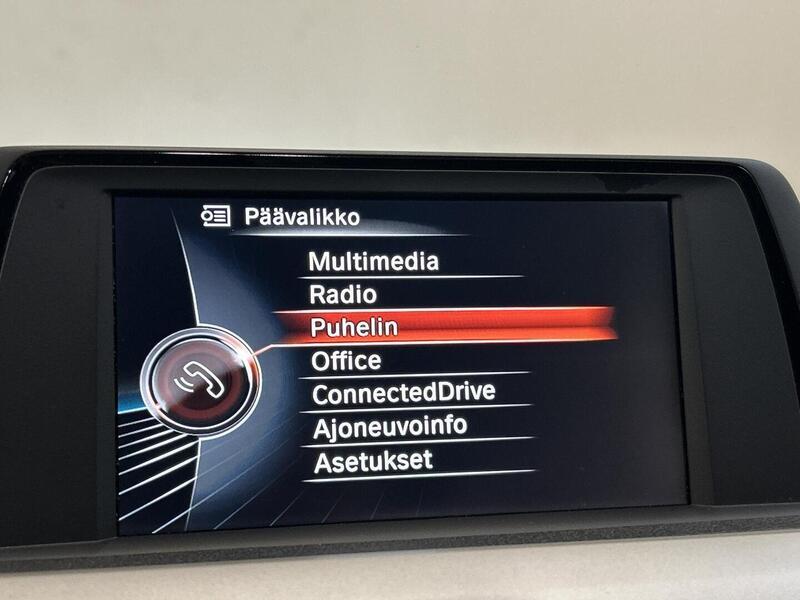 Päävalikko
Multimedia
Radio
Puhelin
Office
ConnectedDrive
Ajoneuvoinfo
Asetukset